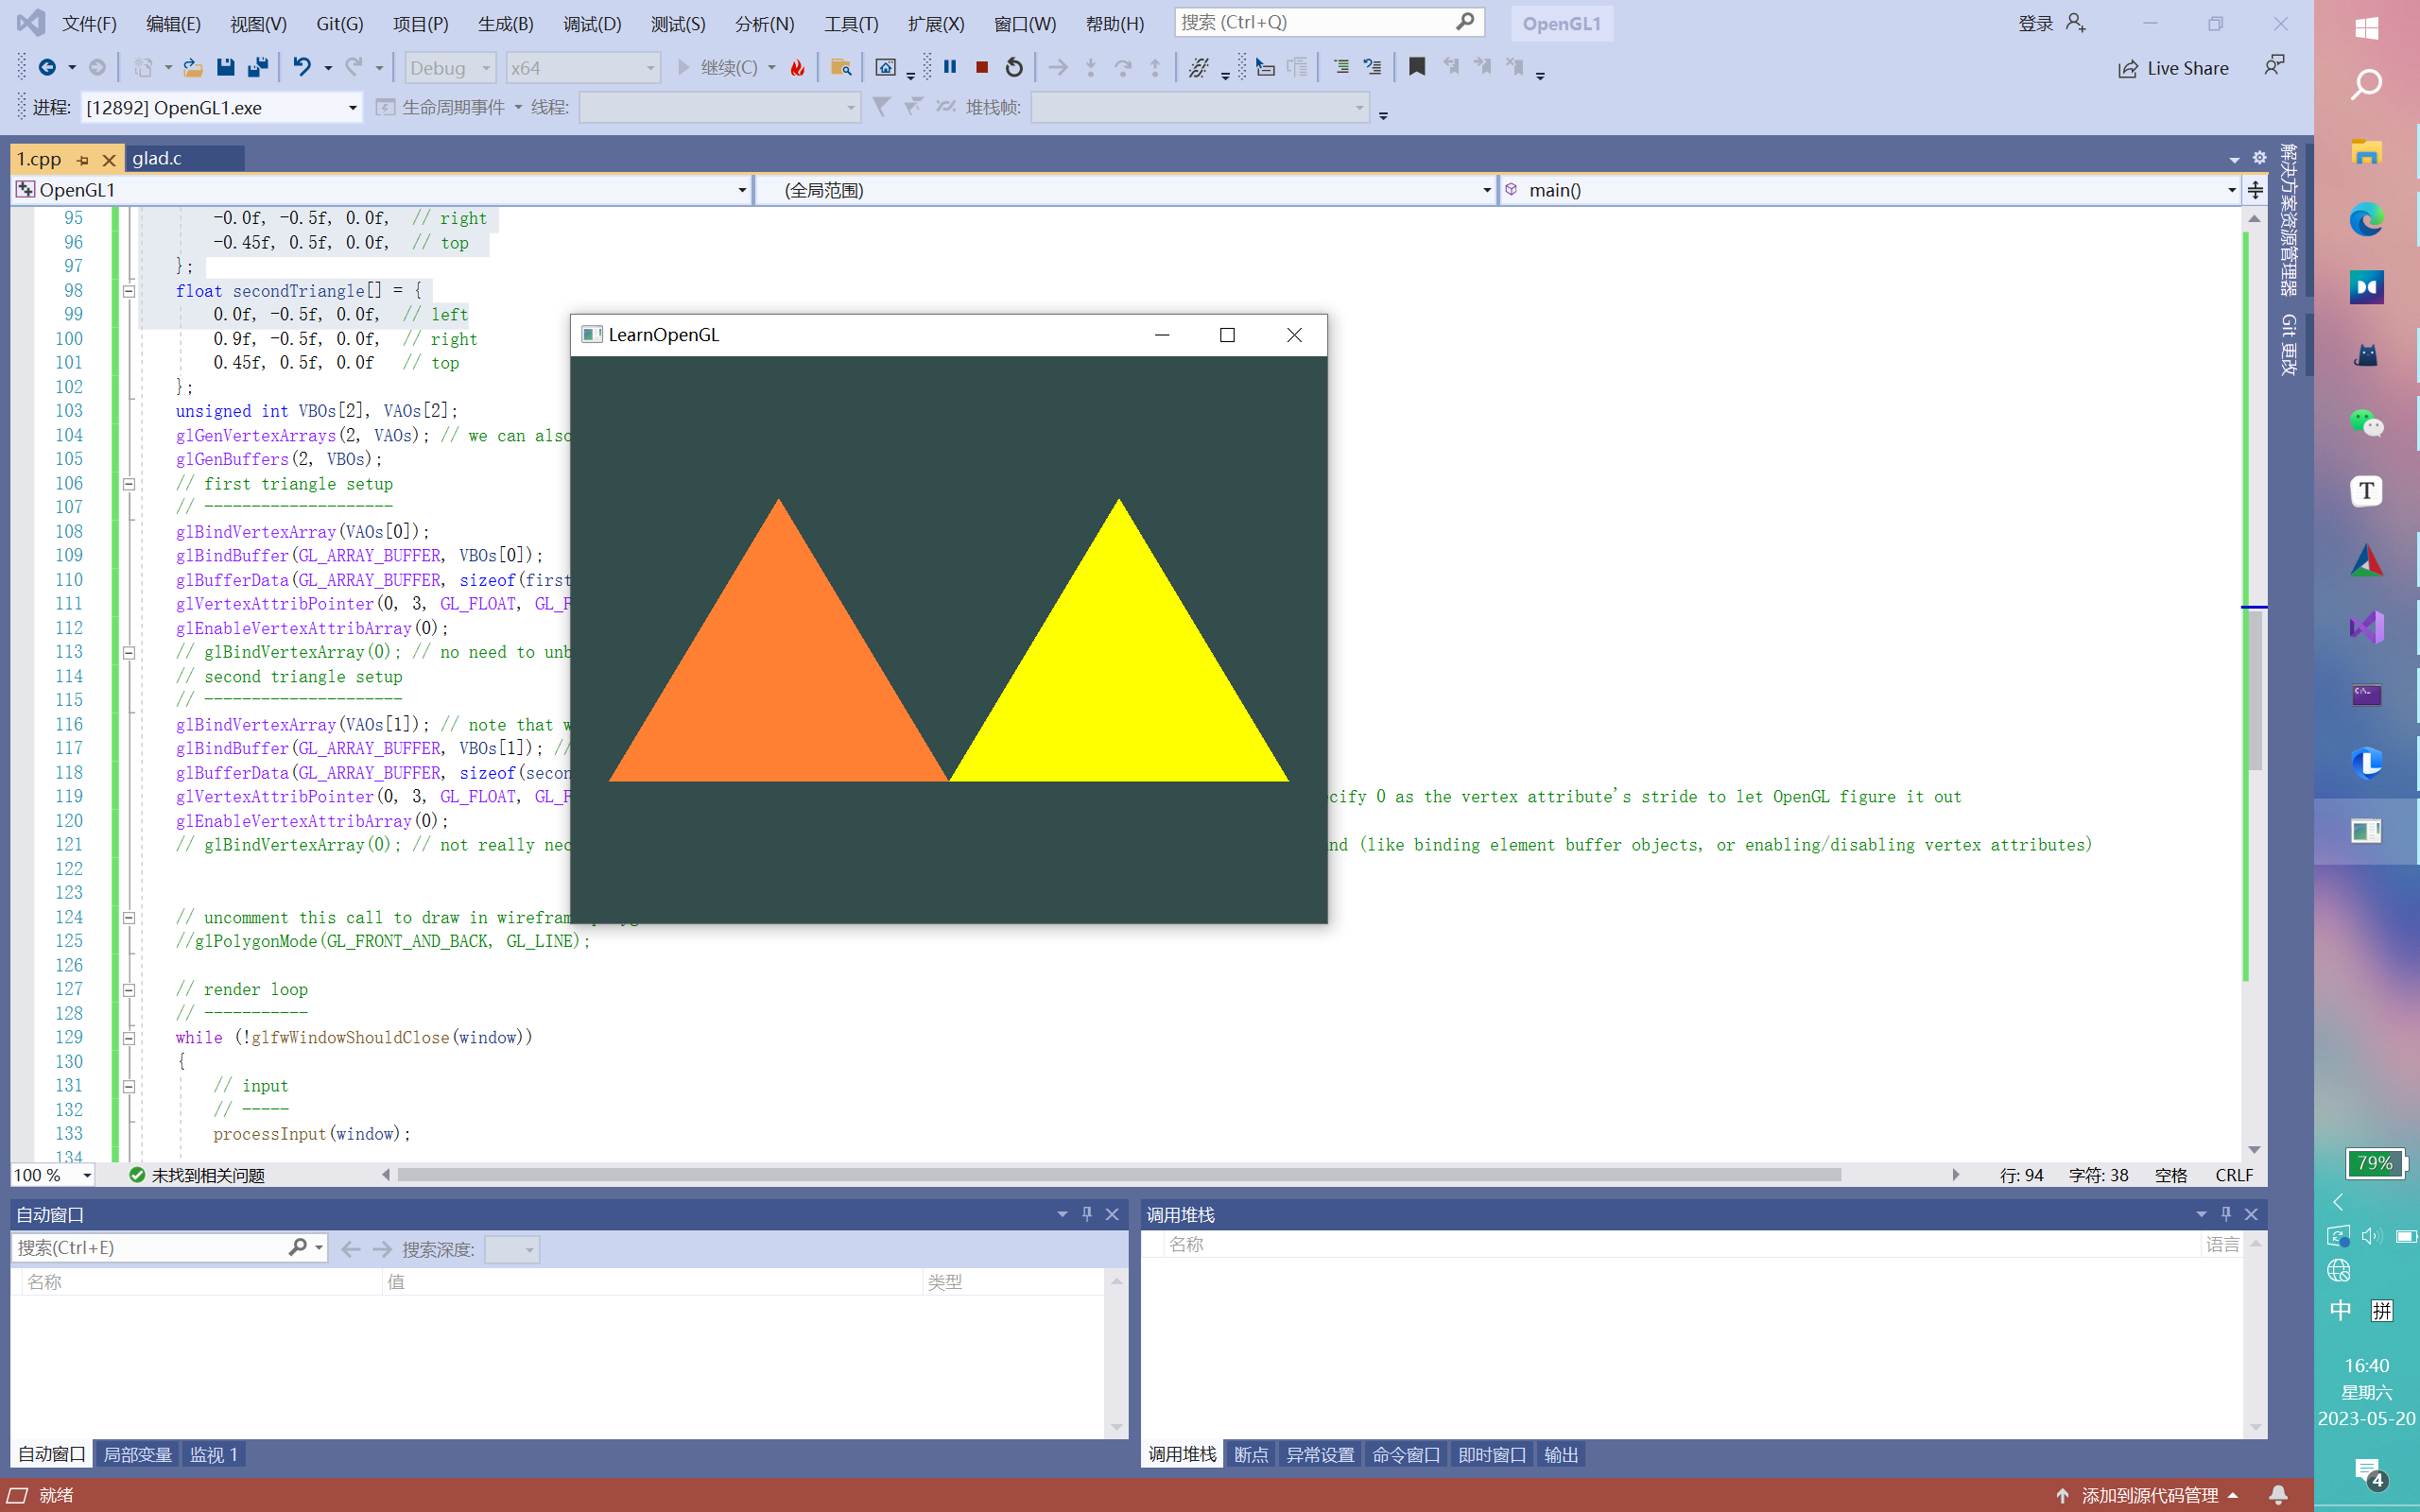 文件(F) 编辑(E) 视图(V) Git(G) 项目(P) 生成(B) 调试(D) 测试(S) 分析(N) 工具(T) 扩展(X) 窗口(W) 帮助(H) 搜索 (Ctrl+Q) OpenGL1 登录
Debug x64 继续(C) Live Share
进程: [12892] OpenGL1.exe 生命周期事件 线程: 堆栈帧:
1.cpp glad.c
OpenGL1 (全局范围) main()
解决方案资源管理器
Git 更改
95 -0.0f, -0.5f, 0.0f, // right
96 -0.45f, 0.5f, 0.0f, // top
97 };
98 float secondTriangle[] = {
99 0.0f, -0.5f, 0.0f, // left
100 0.9f, -0.5f, 0.0f, // right
101 0.45f, 0.5f, 0.0f // top
102 };
103 unsigned int VBOs[2], VAOs[2];
104 glGenVertexArrays(2, VAOs); // we can also
105 glGenBuffers(2, VBOs);
106 // first triangle setup
107 // --------------------
108 glBindVertexArray(VAOs[0]);
109 glBindBuffer(GL_ARRAY_BUFFER, VBOs[0]);
110 glBufferData(GL_ARRAY_BUFFER, sizeof(first
111 glVertexAttribPointer(0, 3, GL_FLOAT, GL_F
112 glEnableVertexAttribArray(0);
113 // glBindVertexArray(0); // no need to unb
114 // second triangle setup
115 // ---------------------
116 glBindVertexArray(VAOs[1]); // note that w
117 glBindBuffer(GL_ARRAY_BUFFER, VBOs[1]); //
118 glBufferData(GL_ARRAY_BUFFER, sizeof(secon
119 glVertexAttribPointer(0, 3, GL_FLOAT, GL_F cify 0 as the vertex attribute's stride to let OpenGL figure it out
120 glEnableVertexAttribArray(0);
121 // glBindVertexArray(0); // not really nec nd (like binding element buffer objects, or enabling/disabling vertex attributes)
122
123
124 // uncomment this call to draw in wirefram
125 //glPolygonMode(GL_FRONT_AND_BACK, GL_LINE);
126
127 // render loop
128 // -----------
129 while (!glfwWindowShouldClose(window))
130 {
131 // input
132 // -----
133 processInput(window);
134
LearnOpenGL
100 % 未找到相关问题 行: 94 字符: 38 空格 CRLF
自动窗口
搜索(Ctrl+E) 搜索深度:
名称 值 类型
自动窗口 局部变量 监视 1
调用堆栈
名称 语言
调用堆栈 断点 异常设置 命令窗口 即时窗口 输出
就绪 添加到源代码管理
T
79%
中 拼
16:40
星期六
2023-05-20
4